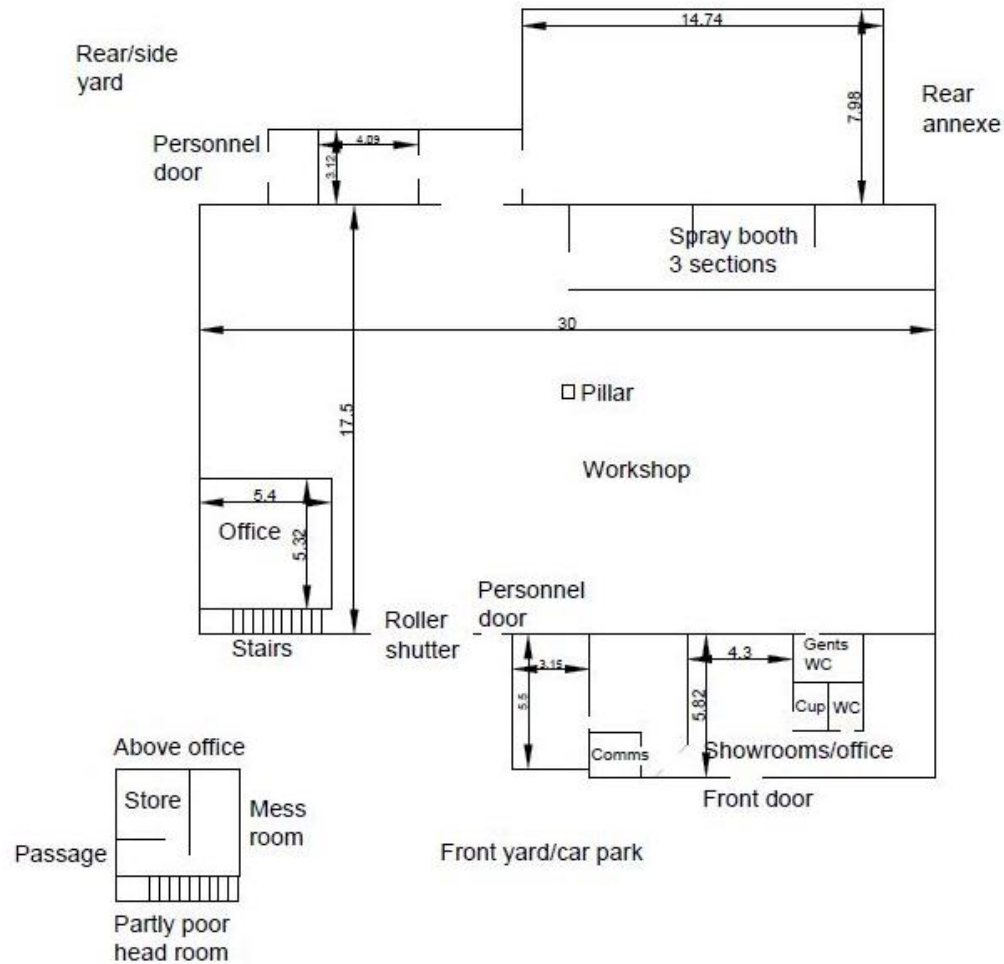 14.74
Rear/side
yard
7.98
Rear
annexe
Personnel
door
4.09
3.12
Spray booth
3 sections
30
Pillar
17.5
Workshop
5.4
Office
5.32
Personnel
door
Roller
shutter
Stairs
3.15
5.5
4.3
5.82
Gents
WC
Cup
WC
Comms
Showrooms/office
Front door
Above office
Store
Mess
room
Passage
Front yard/car park
Partly poor
head room